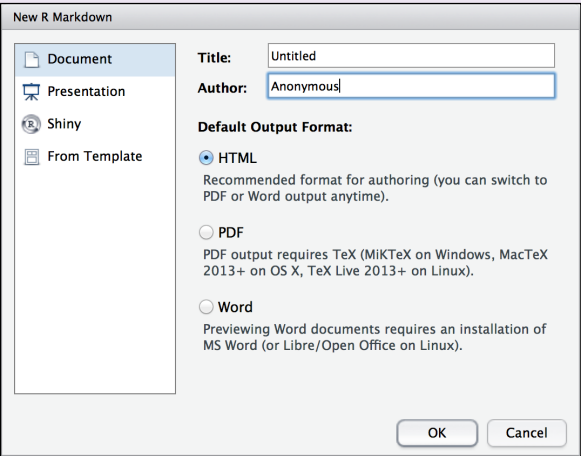 New R Markdown
Document
Presentation
R Shiny
From Template
Title: Untitled
Author: Anonymous
Default Output Format:
HTML
Recommended format for authoring (you can switch to
PDF or Word output anytime).
PDF
PDF output requires TeX (MiKTeX on Windows, MacTeX
2013+ on OS X, TeX Live 2013+ on Linux).
Word
Previewing Word documents requires an installation of
MS Word (or Libre/Open Office on Linux).
OK Cancel